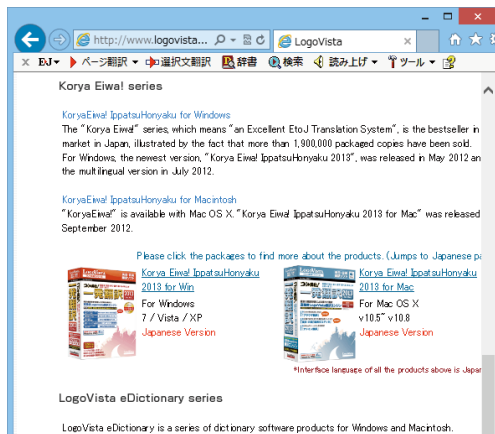 http://www.logovista...
LogoVista
EJ ページ翻訳 選択文翻訳 辞書 検索 読み上げ ツール
Korya Eiwa! series
KoryaEiwa! IppatsuHonyaku for Windows
The "Korya Eiwa!" series, which means "an Excellent EtoJ Translation System", is the bestseller in
market in Japan, illustrated by the fact that more than 1,900,000 packaged copies have been sold.
For Windows, the newest version, "Korya Eiwa! IppatsuHonyaku 2013", was released in May 2012 an
the multilingual version in July 2012.
KoryaEiwa! IppatsuHonyaku for Macintosh
"KoryaEiwa!" is available with Mac OS X. "Korya Eiwa! IppatsuHonyaku 2013 for Mac" was released
September 2012.
Please click the packages to find more about the products. (Jumps to Japanese pa
Korya Eiwa! IppatsuHonyaku
2013 for Win
For Windows
7 / Vista / XP
Japanese Version
Korya Eiwa! IppatsuHonyaku
2013 for Mac
For Mac OS X
v10.5~v10.8
Japanese Version
*Interface language of all the products above is Japan
LogoVista eDictionary series
LogoVista eDictionary is a series of dictionary software products for Windows and Macintosh.